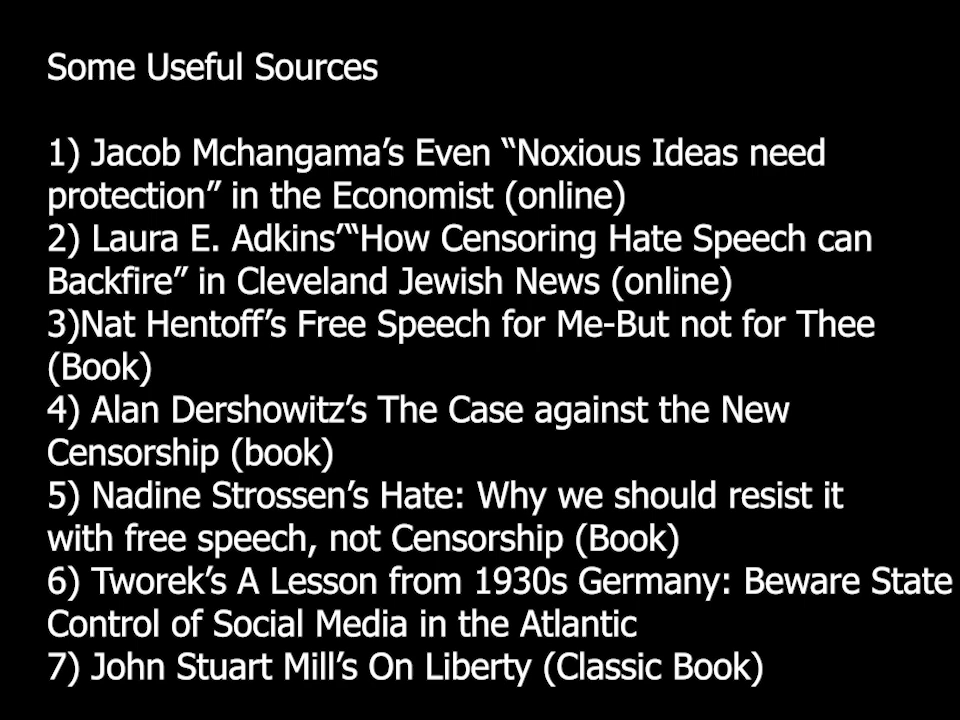 Some Useful Sources
1) Jacob Mchangama’s Even “Noxious Ideas need
protection” in the Economist (online)
2) Laura E. Adkins’“How Censoring Hate Speech can
Backfire” in Cleveland Jewish News (online)
3)Nat Hentoff’s Free Speech for Me-But not for Thee
(Book)
4) Alan Dershowitz’s The Case against the New
Censorship (book)
5) Nadine Strossen’s Hate: Why we should resist it
with free speech, not Censorship (Book)
6) Tworek’s A Lesson from 1930s Germany: Beware State
Control of Social Media in the Atlantic
7) John Stuart Mill’s On Liberty (Classic Book)